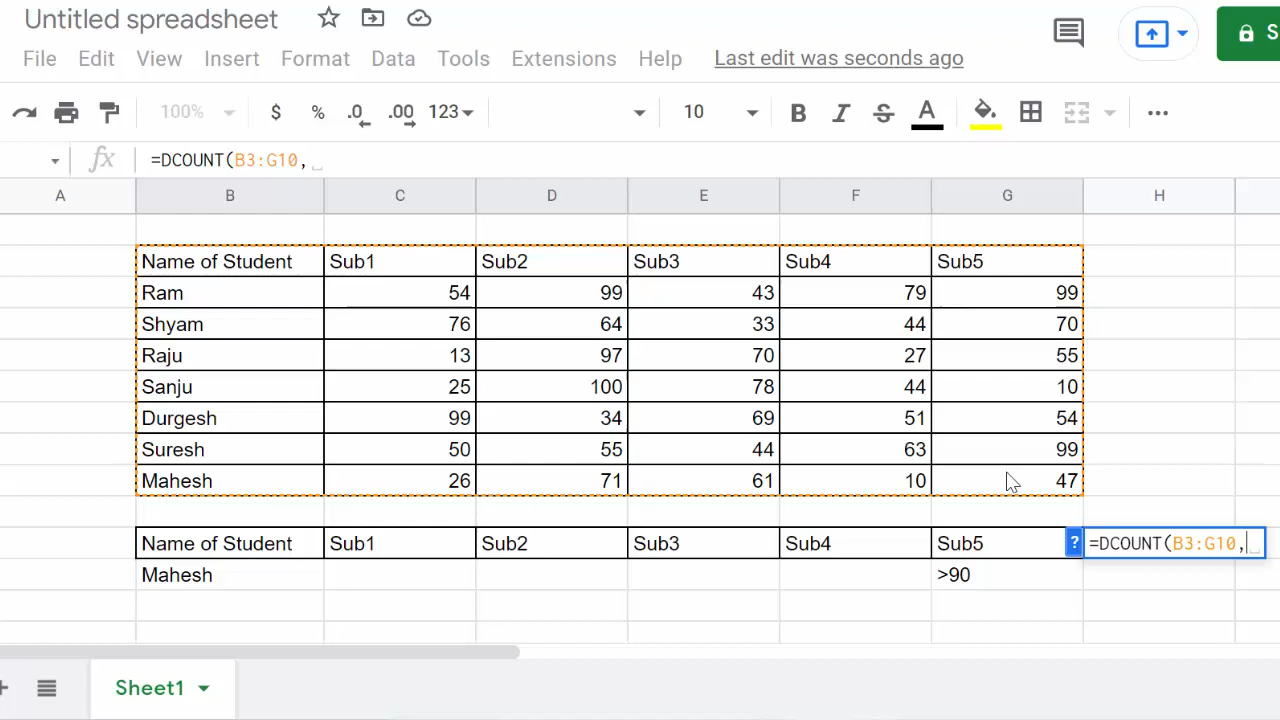 Untitled spreadsheet
File Edit View Insert Format Data Tools Extensions Help Last edit was seconds ago
S
100% $ % .0 .00 123 10 B I S A
fx =DCOUNT(B3:G10,
A B C D E F G H
Name of Student Sub1 Sub2 Sub3 Sub4 Sub5
Ram 54 99 43 79 99
Shyam 76 64 33 44 70
Raju 13 97 70 27 55
Sanju 25 100 78 44 10
Durgesh 99 34 69 51 54
Suresh 50 55 44 63 99
Mahesh 26 71 61 10 47
Name of Student Sub1 Sub2 Sub3 Sub4 Sub5 ? =DCOUNT(B3:G10,
Mahesh >90
Sheet1